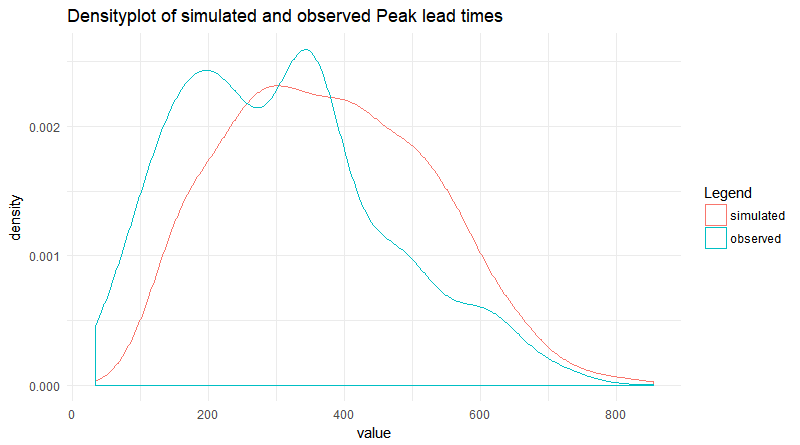 Densityplot of simulated and observed Peak lead times
density
0.002
0.001
0.000
0 200 400 600 800
value
Legend
simulated
observed